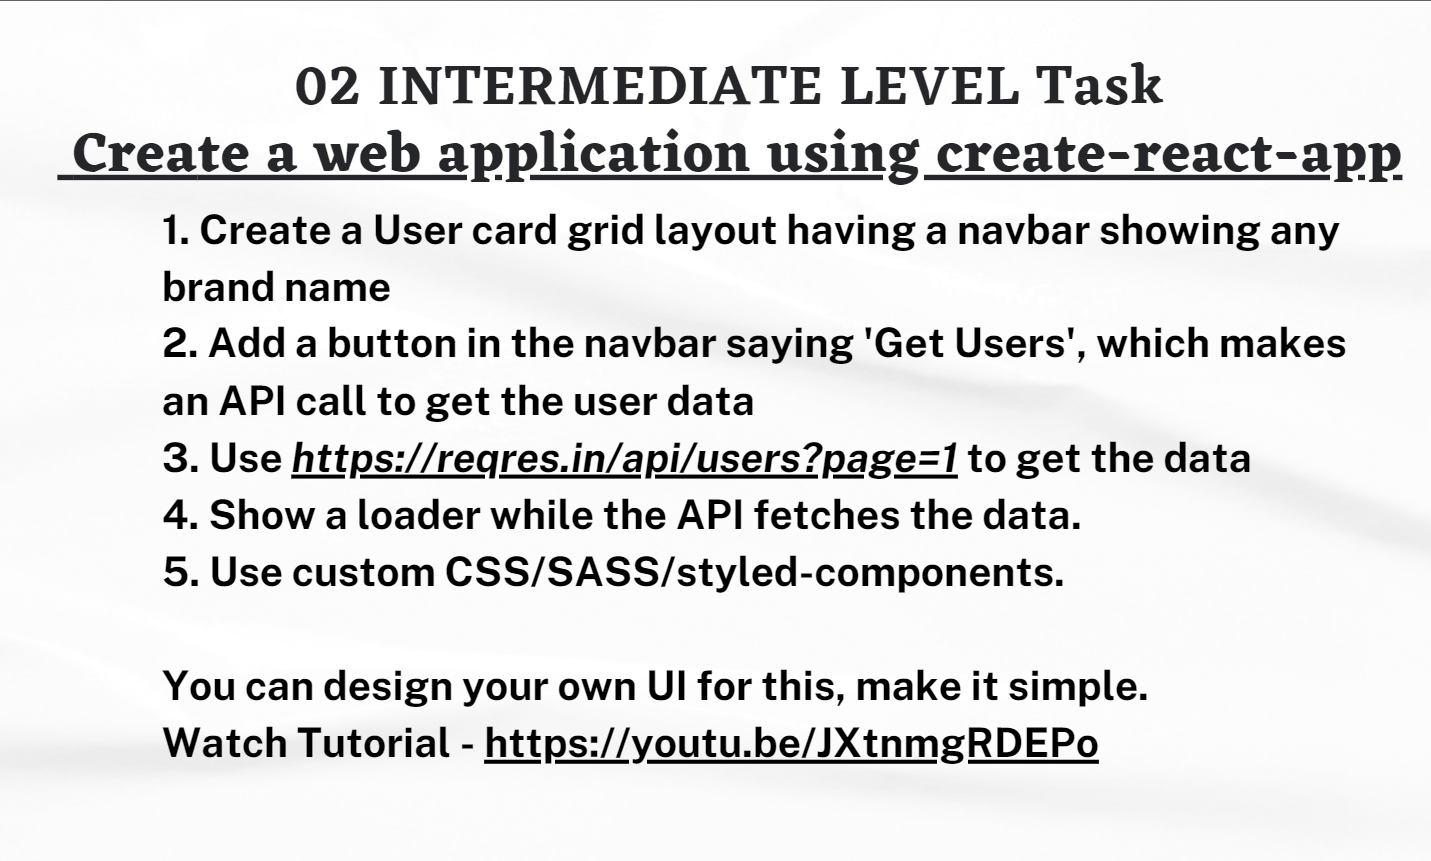 02 INTERMEDIATE LEVEL Task
Create a web application using create-react-app
1. Create a User card grid layout having a navbar showing any
brand name
2. Add a button in the navbar saying 'Get Users', which makes
an API call to get the user data
3. Use https://reqres.in/api/users?page=1 to get the data
4. Show a loader while the API fetches the data.
5. Use custom CSS/SASS/styled-components.
You can design your own UI for this, make it simple.
Watch Tutorial - https://youtu.be/JXtnmgRDEPo